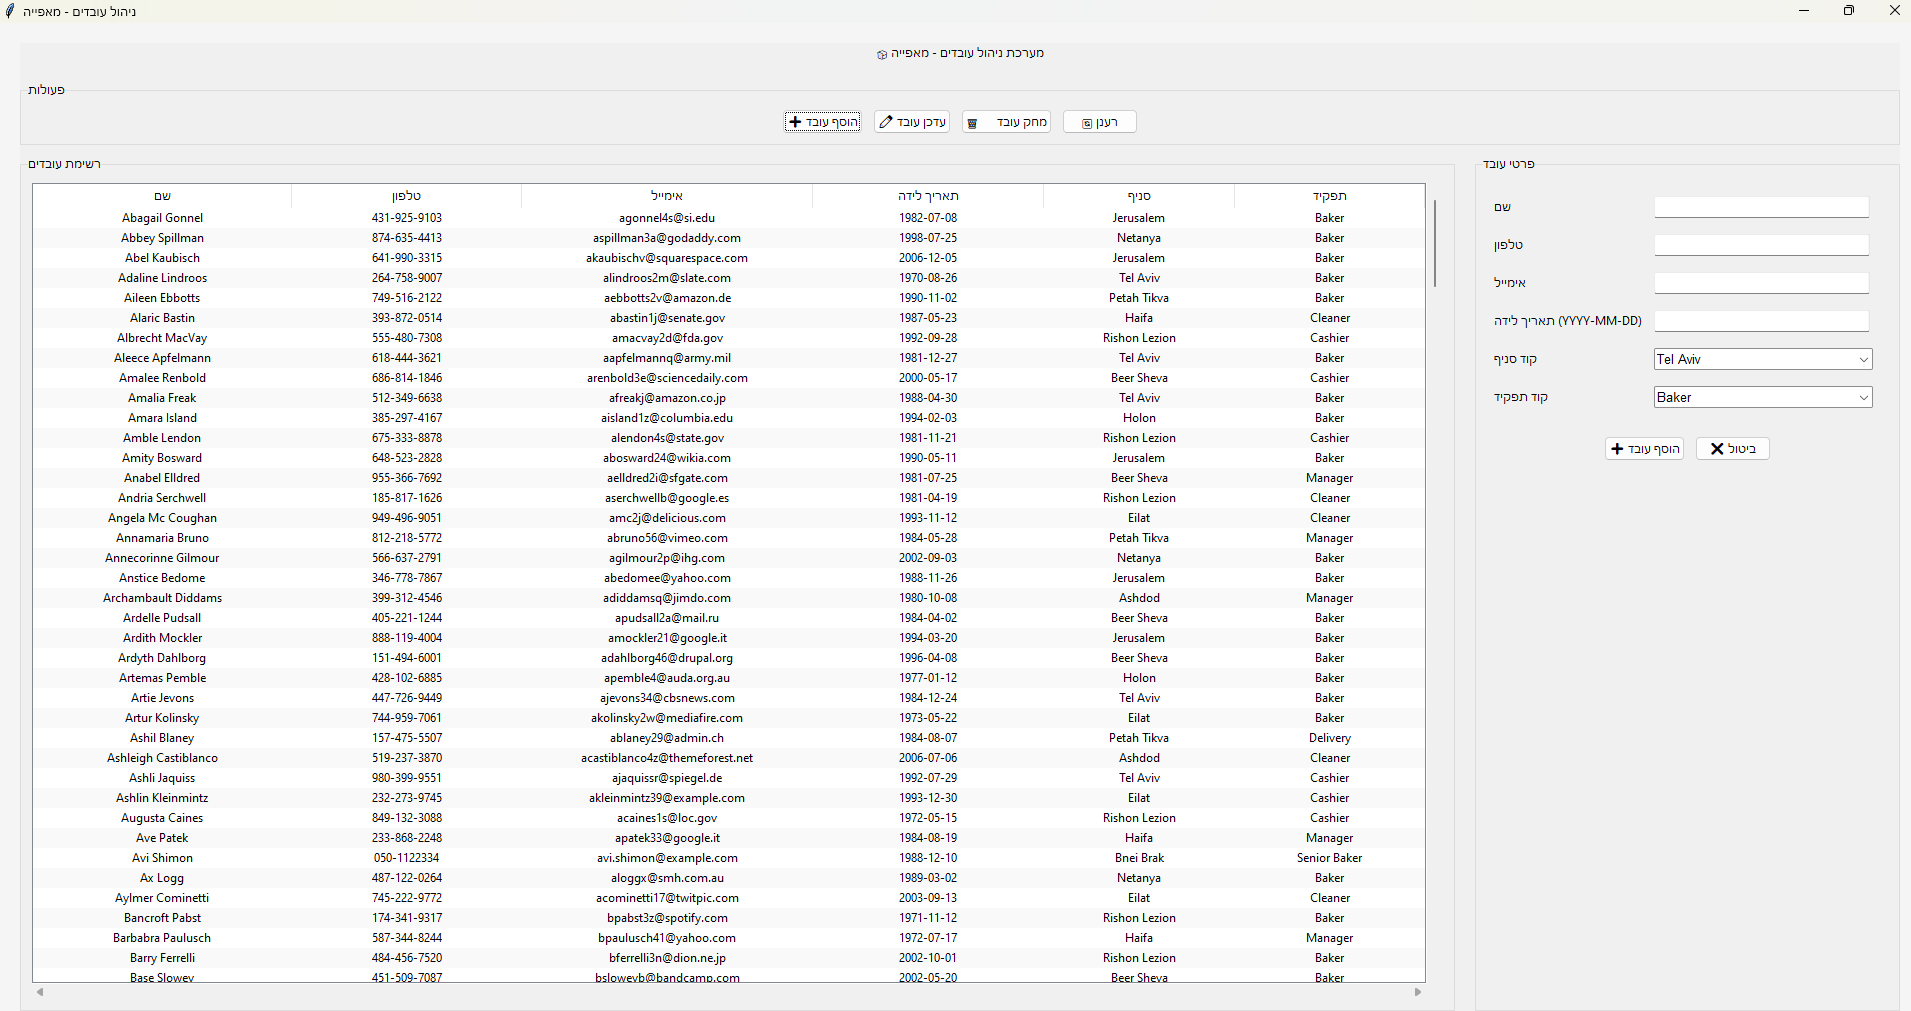 ניהול עובדים - מאפייה
מערכת ניהול עובדים - מאפייה
פעולות
הוסף עובד עדכן עובד מחק עובד רענן
רשימת עובדים
שם טלפון אימייל תאריך לידה סניף תפקיד
Abagail Gonnel 431-925-9103 agonnel4s@si.edu 1982-07-08 Jerusalem Baker
Abbey Spillman 874-635-4413 aspillman3a@godaddy.com 1998-07-25 Netanya Baker
Abel Kaubisch 641-990-3315 akaubischv@squarespace.com 2006-12-05 Jerusalem Baker
Adaline Lindroos 264-758-9007 alindroos2m@slate.com 1970-08-26 Tel Aviv Baker
Aileen Ebbotts 749-516-2122 aebbotts2v@amazon.de 1990-11-02 Petah Tikva Baker
Alaric Bastin 393-872-0514 abastin1j@senate.gov 1987-05-23 Haifa Cleaner
Albrecht MacVay 555-480-7308 amacvay2d@fda.gov 1992-09-28 Rishon Lezion Cashier
Aleece Apfelmann 618-444-3621 aapfelmannq@army.mil 1981-12-27 Tel Aviv Baker
Amalee Renbold 686-814-1846 arenbold3e@sciencedaily.com 2000-05-17 Beer Sheva Cashier
Amalia Freak 512-349-6638 afreakj@amazon.co.jp 1988-04-30 Tel Aviv Baker
Amara Island 385-297-4167 aisland1z@columbia.edu 1994-02-03 Holon Baker
Amble Lendon 675-333-8878 alendon4s@state.gov 1981-11-21 Rishon Lezion Cashier
Amity Bosward 648-523-2828 abosward24@wikia.com 1990-05-11 Jerusalem Baker
Anabel Elldred 955-366-7692 aelldred2i@sfgate.com 1981-07-25 Beer Sheva Manager
Andria Serchwell 185-817-1626 aserchwellb@google.es 1981-04-19 Rishon Lezion Cleaner
Angela Mc Coughan 949-496-9051 amc2j@delicious.com 1993-11-12 Eilat Cleaner
Annamaria Bruno 812-218-5772 abruno56@vimeo.com 1984-05-28 Petah Tikva Manager
Annecorinne Gilmour 566-637-2791 agilmour2p@ihg.com 2002-09-03 Netanya Baker
Anstice Bedome 346-778-7867 abedomee@yahoo.com 1988-11-26 Jerusalem Baker
Archambault Diddams 399-312-4546 adiddamsq@jimdo.com 1980-10-08 Ashdod Manager
Ardelle Pudsall 405-221-1244 apudsall2a@mail.ru 1984-04-02 Beer Sheva Baker
Ardith Mockler 888-119-4004 amockler21@google.it 1994-03-20 Jerusalem Baker
Ardyth Dahlborg 151-494-6001 adahlborg46@drupal.org 1996-04-08 Beer Sheva Baker
Artemas Pemble 428-102-6885 apemble4@auda.org.au 1977-01-12 Holon Baker
Artie Jevons 447-726-9449 ajevons34@cbsnews.com 1984-12-24 Tel Aviv Baker
Artur Kolinsky 744-959-7061 akolinsky2w@mediafire.com 1973-05-22 Eilat Baker
Ashil Blaney 157-475-5507 ablaney29@admin.ch 1984-08-07 Petah Tikva Delivery
Ashleigh Castiblanco 519-237-3870 acastiblanco4z@themeforest.net 2006-07-06 Ashdod Cleaner
Ashli Jaquiss 980-399-9551 ajaquissr@spiegel.de 1992-07-29 Tel Aviv Cashier
Ashlin Kleinmintz 232-273-9745 akleinmintz39@example.com 1993-12-30 Eilat Cashier
Augusta Caines 849-132-3088 acaines1s@loc.gov 1972-05-15 Rishon Lezion Cashier
Ave Patek 233-868-2248 apatek33@google.it 1984-08-19 Haifa Manager
Avi Shimon 050-1122334 avi.shimon@example.com 1988-12-10 Bnei Brak Senior Baker
Ax Logg 487-122-0264 aloggx@smh.com.au 1989-03-02 Netanya Baker
Aylmer Cominetti 745-222-9772 acominetti17@twitpic.com 2003-09-13 Eilat Cleaner
Bancroft Pabst 174-341-9317 bpabst3z@spotify.com 1971-11-12 Rishon Lezion Baker
Barbabra Paulusch 587-344-8244 bpaulusch41@yahoo.com 1972-07-17 Haifa Manager
Barry Ferrelli 484-456-7520 bferrelli3n@dion.ne.jp 2002-10-01 Rishon Lezion Baker
Base Slowey 451-509-7087 bsloweyb@bandcamp.com 2002-05-20 Beer Sheva Baker
פרטי עובד
שם
טלפון
אימייל
תאריך לידה (YYYY-MM-DD)
קוד סניף Tel Aviv
קוד תפקיד Baker
הוסף עובד ביטול